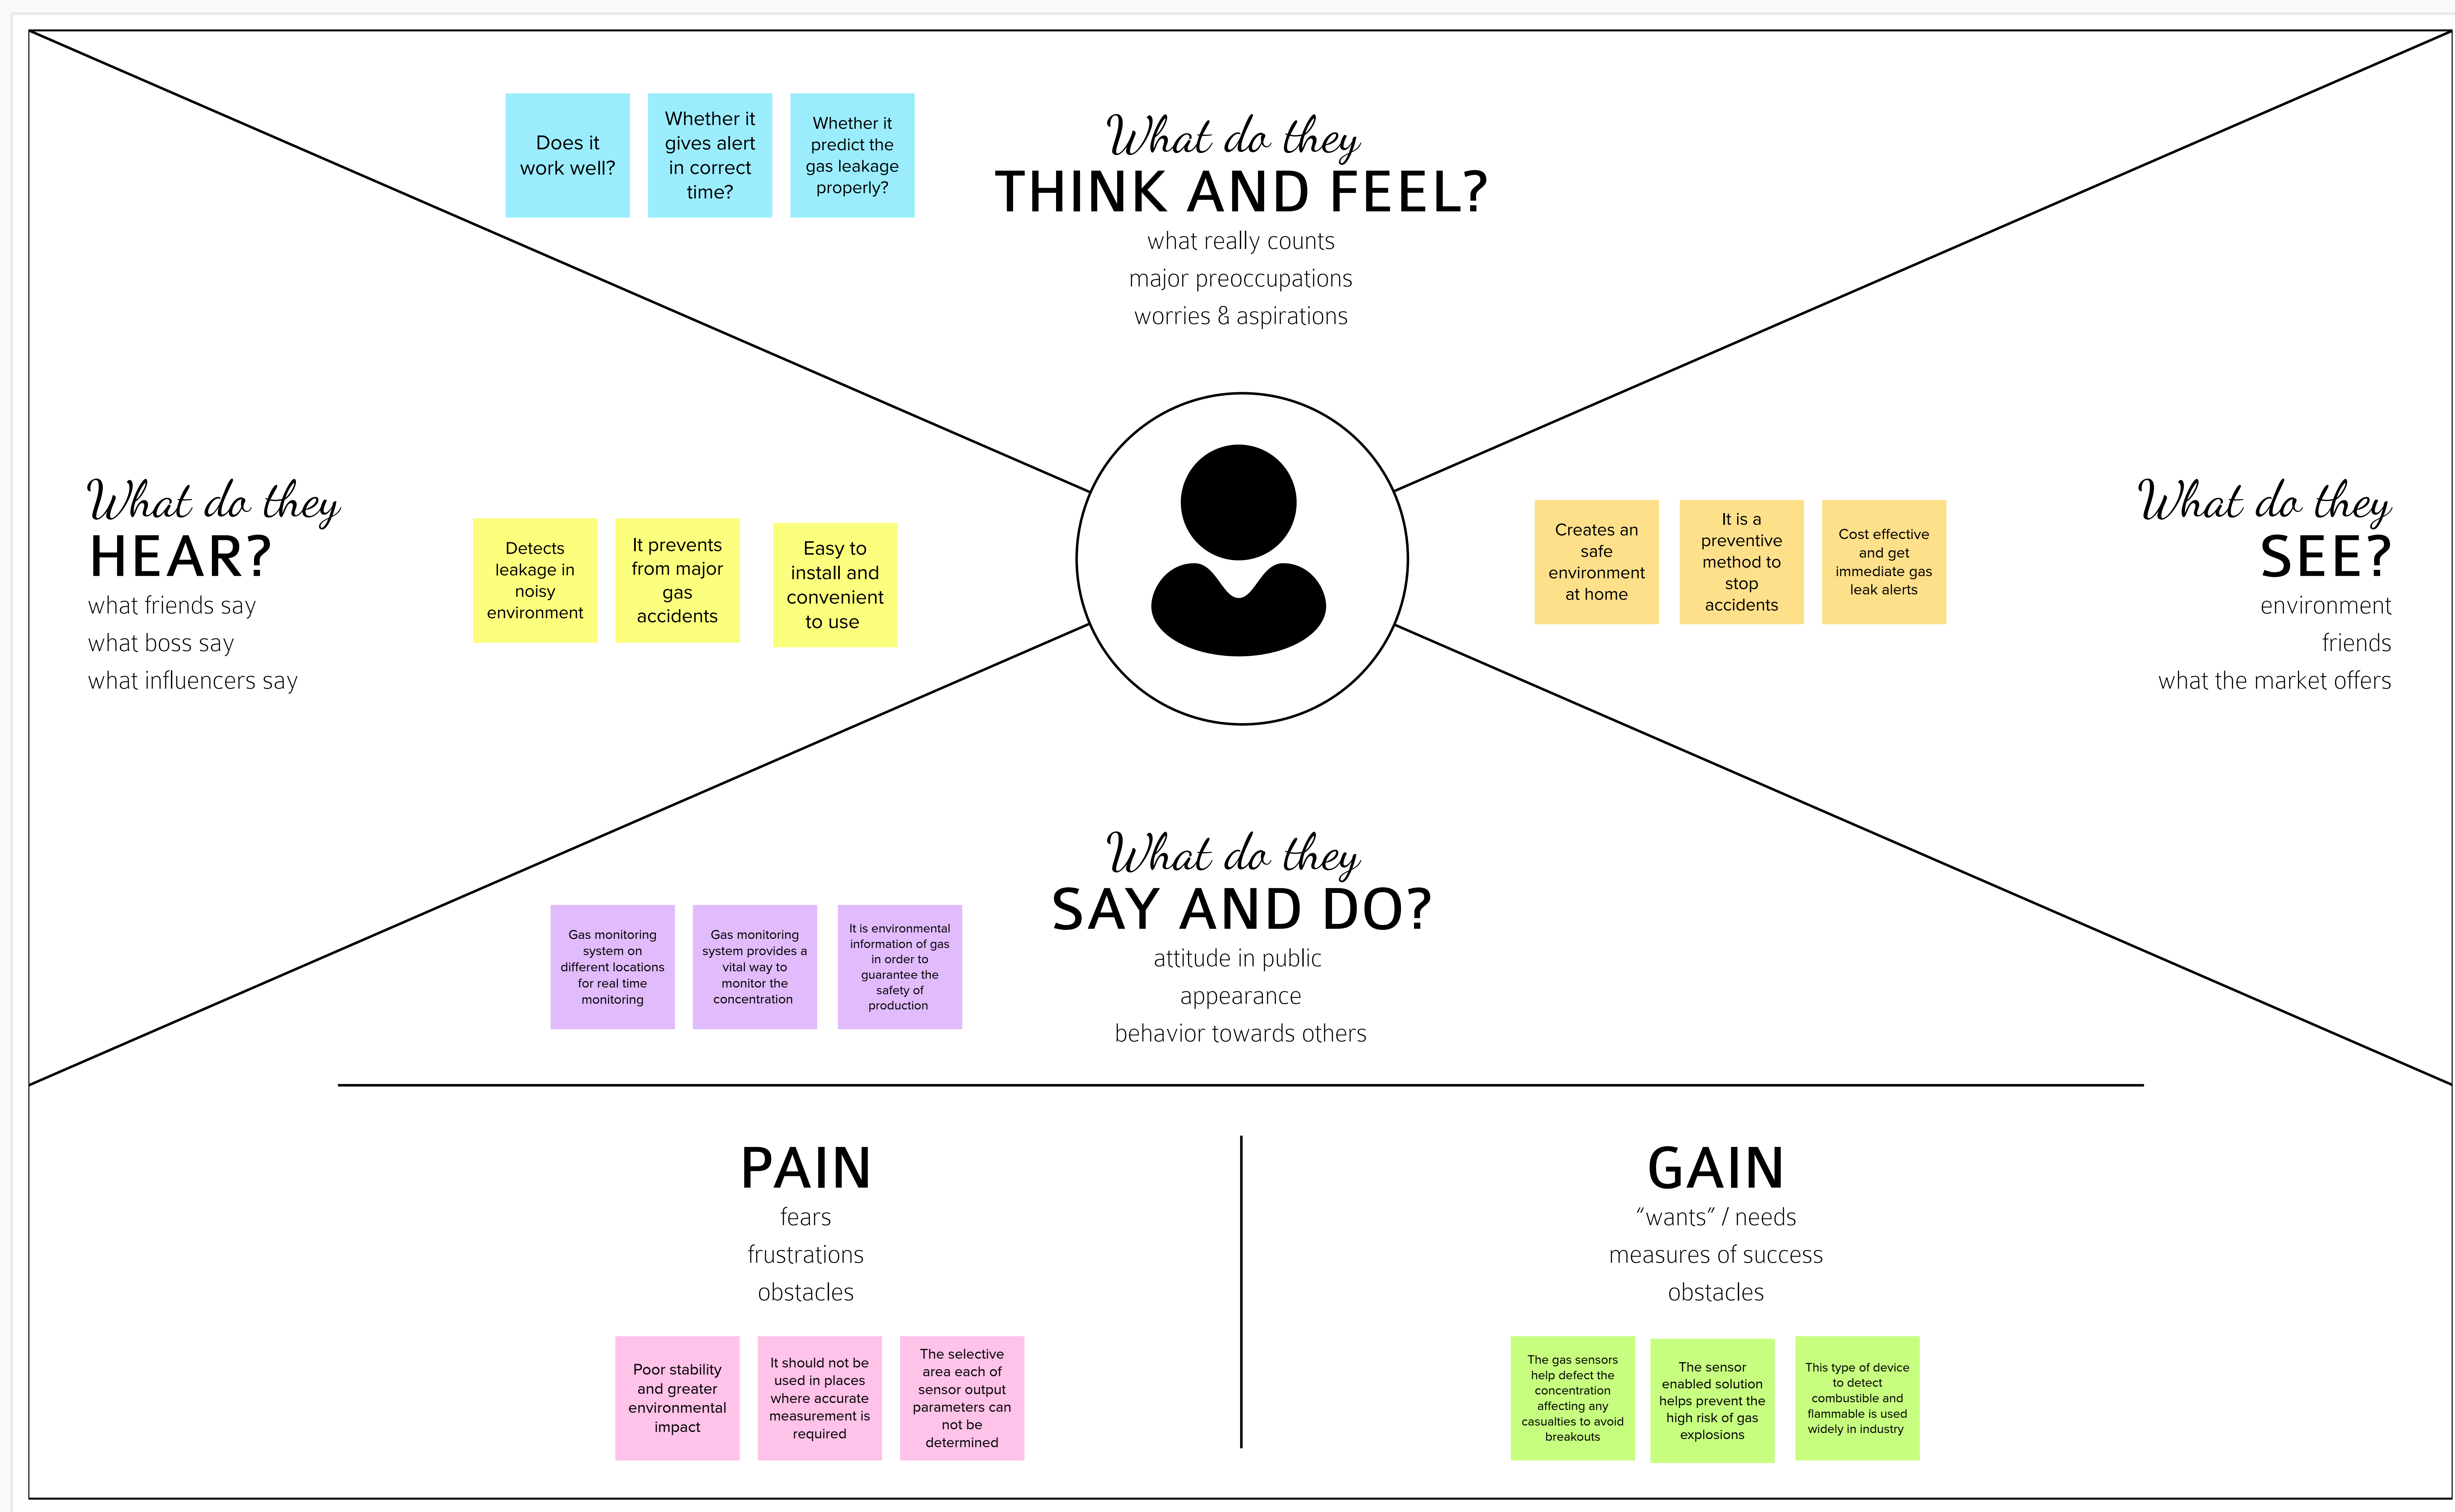 Does it
work well?
Whether it
gives alert
in correct
time?
Whether it
predict the
gas leakage
properly?
What do they
THINK AND FEEL?
what really counts
major preoccupations
worries & aspirations
What do they
HEAR?
what friends say
what boss say
what influencers say
Detects
leakage in
noisy
environment
It prevents
from major
gas
accidents
Easy to
install and
convenient
to use
Creates an
safe
environment
at home
It is a
preventive
method to
stop
accidents
Cost effective
and get
immediate gas
leak alerts
What do they
SEE?
environment
friends
what the market offers
What do they
SAY AND DO?
attitude in public
appearance
behavior towards others
Gas monitoring
system on
different locations
for real time
monitoring
Gas monitoring
system provides a
vital way to
monitor the
concentration
It is environmental
information of gas
in order to
guarantee the
safety of
production
PAIN
fears
frustrations
obstacles
Poor stability
and greater
environmental
impact
It should not be
used in places
where accurate
measurement is
required
The selective
area each of
sensor output
parameters can
not be
determined
GAIN
“wants” / needs
measures of success
obstacles
The gas sensors
help defect the
concentration
affecting any
casualties to avoid
breakouts
The sensor
enabled solution
helps prevent the
high risk of gas
explosions
This type of device
to detect
combustible and
flammable is used
widely in industry